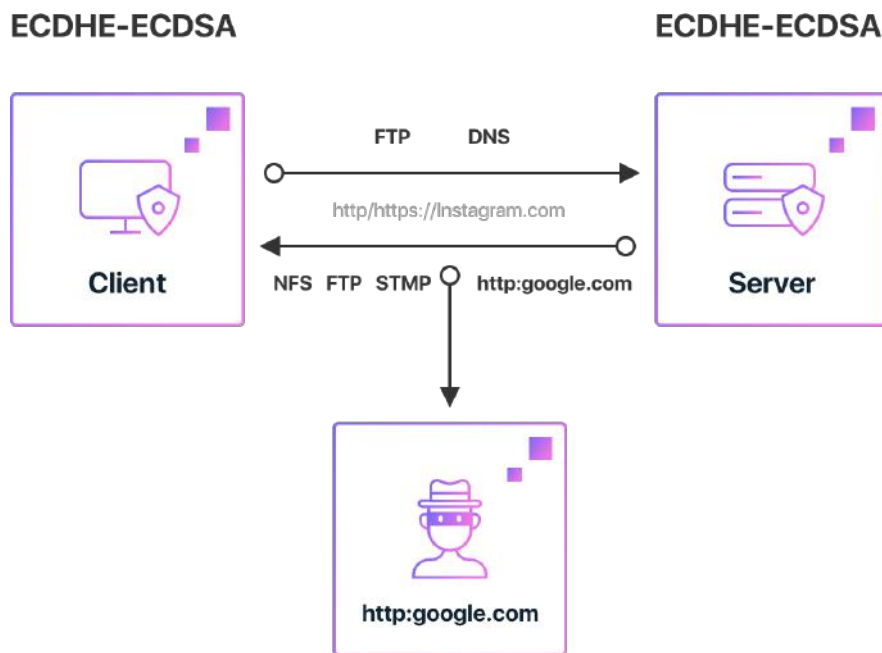 ECDHE-ECDSA ECDHE-ECDSA
FTP DNS
http/https://Instagram.com
NFS FTP STMP http:google.com
Client Server
http:google.com